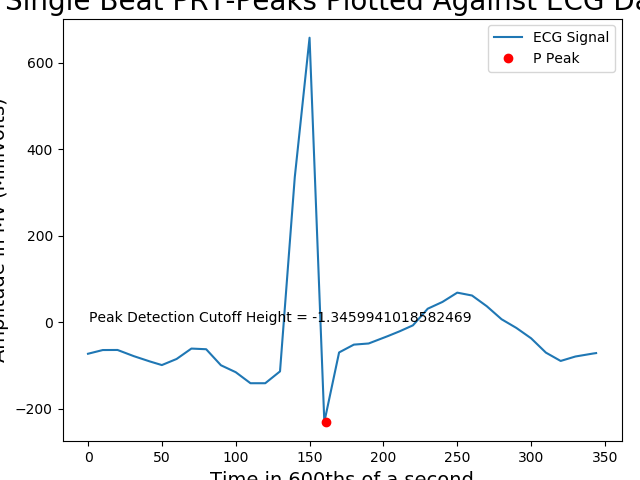 Single Beat PRT-Peaks Plotted Against ECG Da
ECG Signal
P Peak
Amplitude in MV (Millivolts)
600
400
200
0
−200
Peak Detection Cutoff Height = -1.3459941018582469
0 50 100 150 200 250 300 350
Time in 600ths of a second